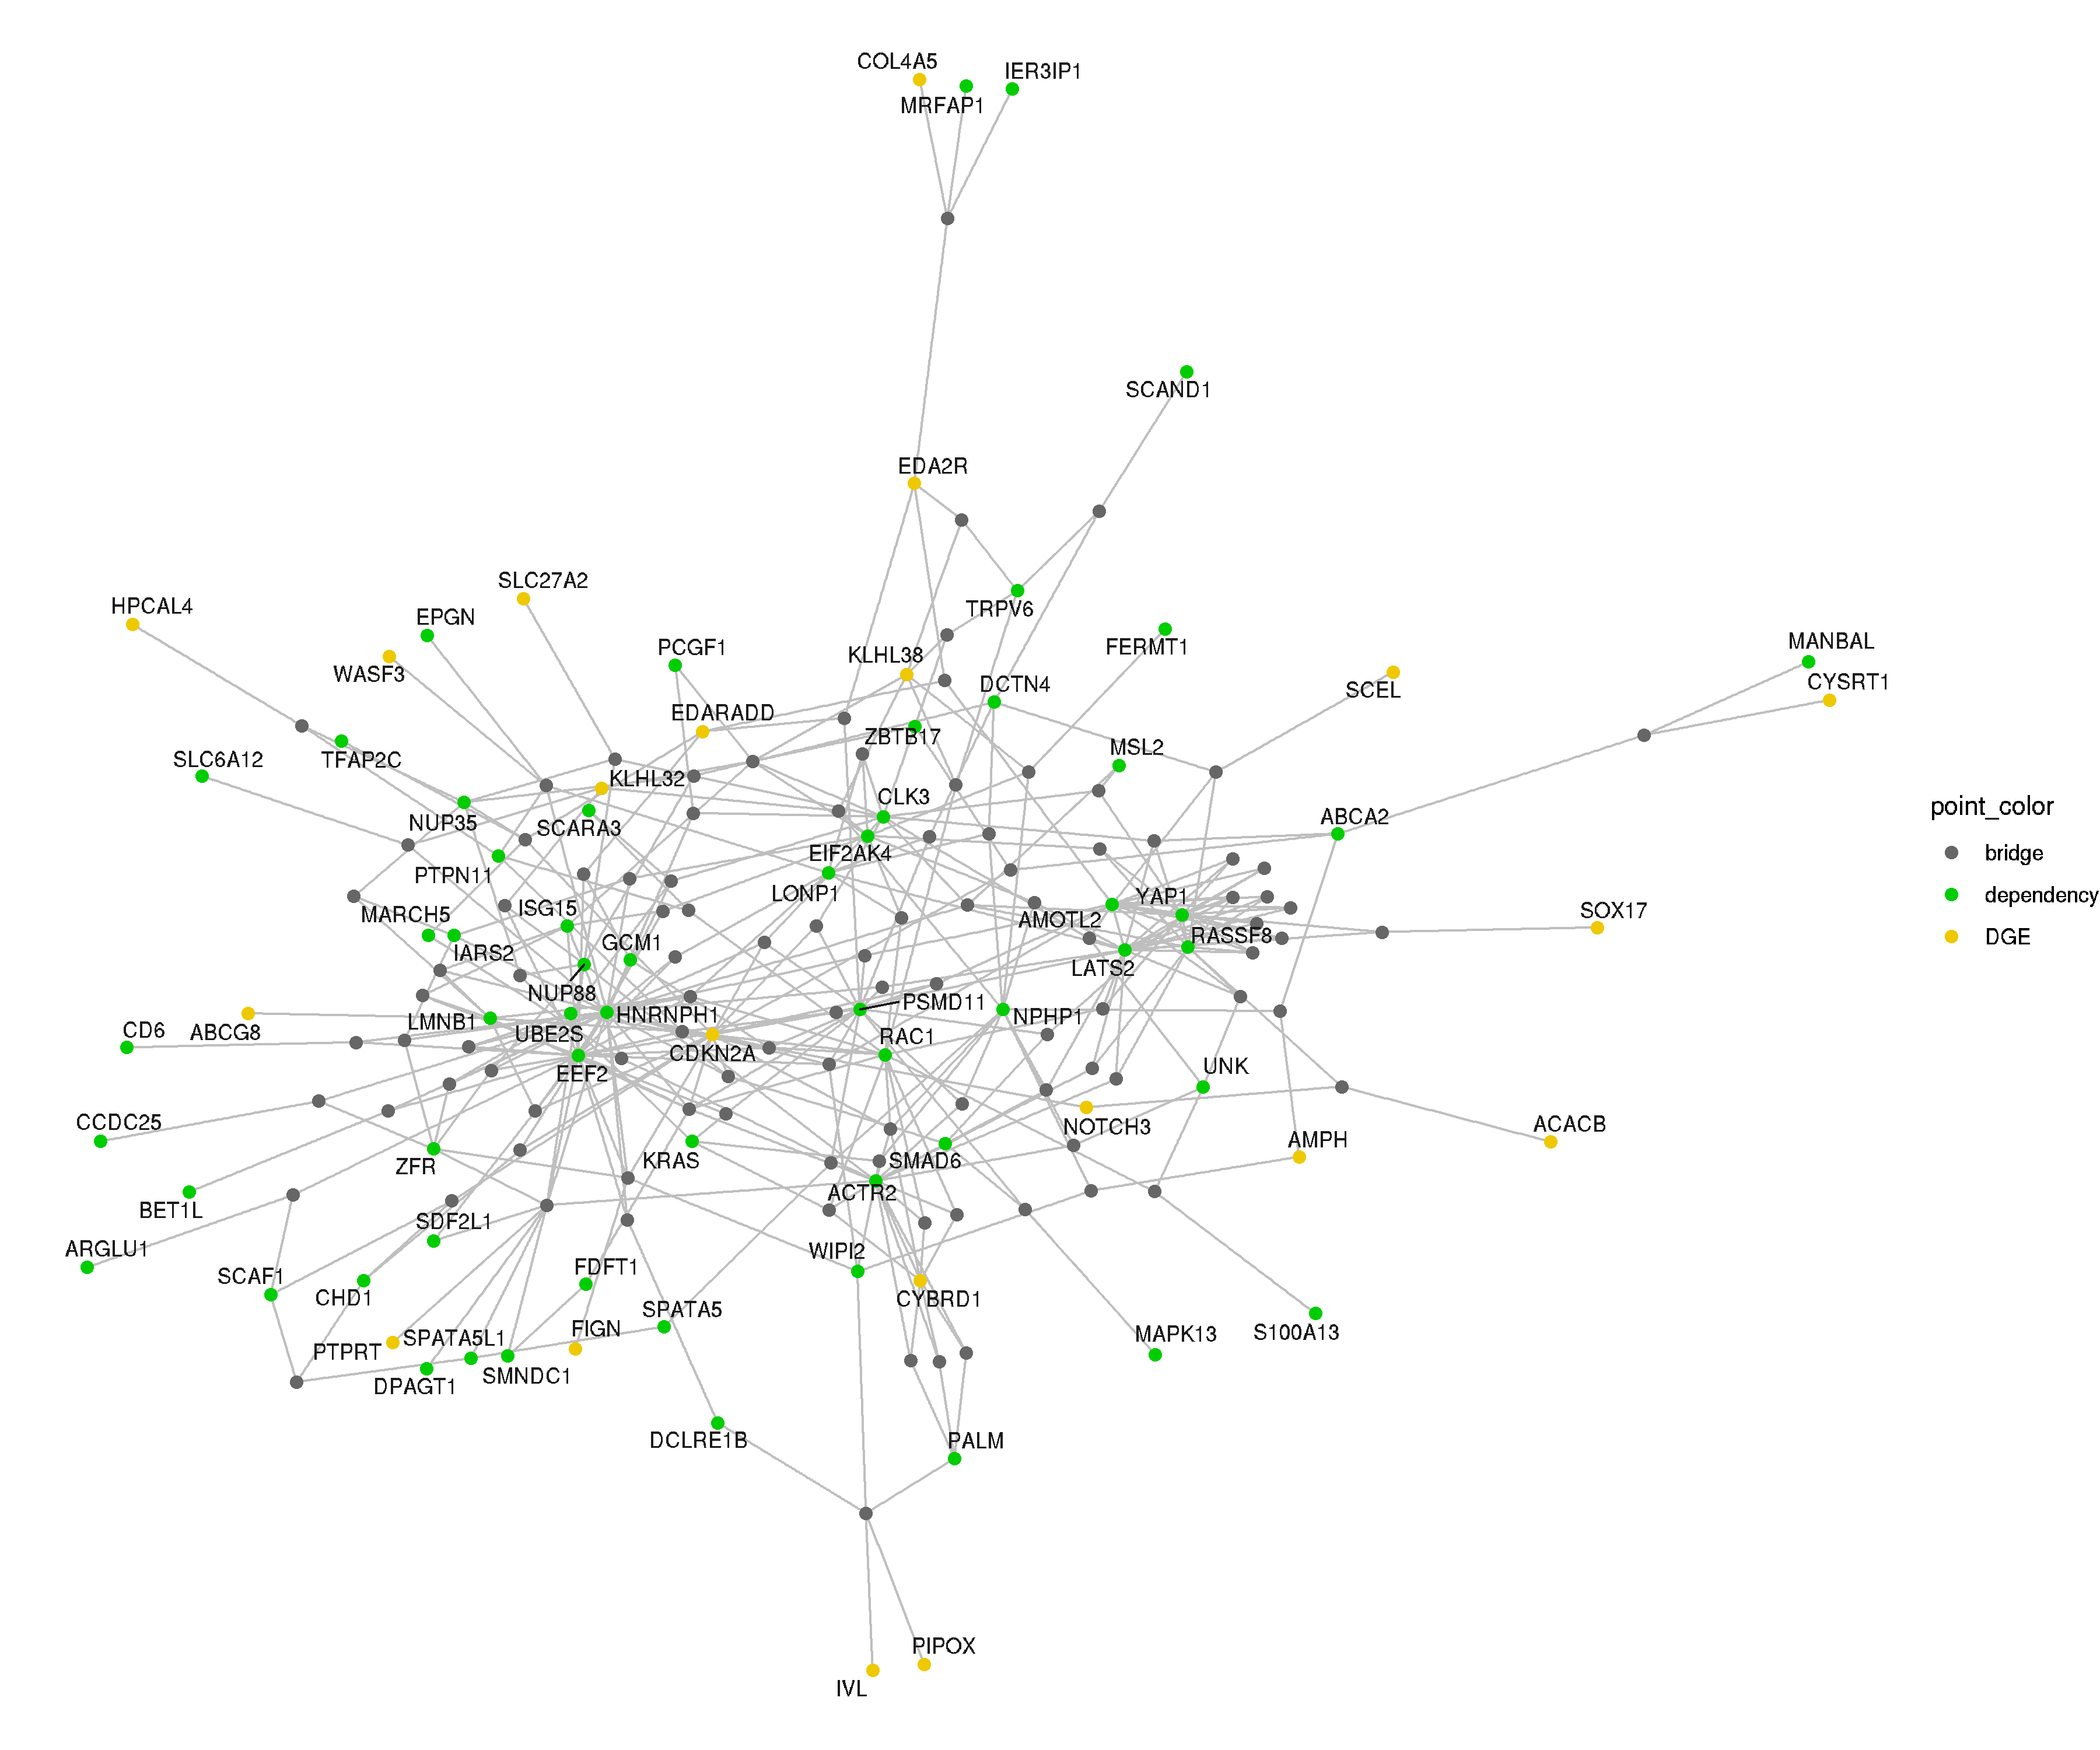 COL4A5
IER3IP1
MRFAP1
SCAND1
EDA2R
SLC27A2
HPCAL4
EPGN
TRPV6
WASF3
PCGF1
KLHL38
FERMT1
MANBAL
DCTN4
SCEL
CYSRT1
EDARADD
ZBTB17
MSL2
SLC6A12
TFAP2C
KLHL32
CLK3
point_color
NUP35
SCARA3
ABCA2
EIF2AK4
bridge
PTPN11
LONP1
YAP1
dependency
MARCH5
ISG15
AMOTL2
SOX17
IARS2
GCM1
RASSF8
DGE
LATS2
NUP88
PSMD11
CD6
ABCG8
LMNB1
HNRNPH1
NPHP1
UBE2S
CDKN2A
RAC1
EEF2
UNK
CCDC25
NOTCH3
ACACB
AMPH
ZFR
KRAS
SMAD6
BET1L
ACTR2
SDF2L1
ARGLU1
WIPI2
SCAF1
FDFT1
CHD1
CYBRD1
SPATA5
PTPRT
SPATA5L1
FIGN
MAPK13
S100A13
DPAGT1
SMNDC1
DCLRE1B
PALM
PIPOX
IVL